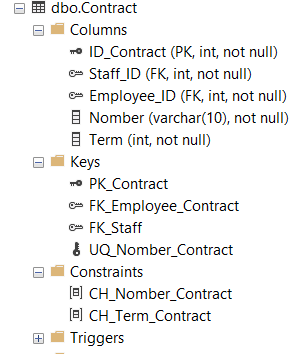 dbo.Contract
Columns
ID_Contract (PK, int, not null)
Staff_ID (FK, int, not null)
Employee_ID (FK, int, not null)
Nomber (varchar(10), not null)
Term (int, not null)
Keys
PK_Contract
FK_Employee_Contract
FK_Staff
UQ_Nomber_Contract
Constraints
CH_Nomber_Contract
CH_Term_Contract
Triggers